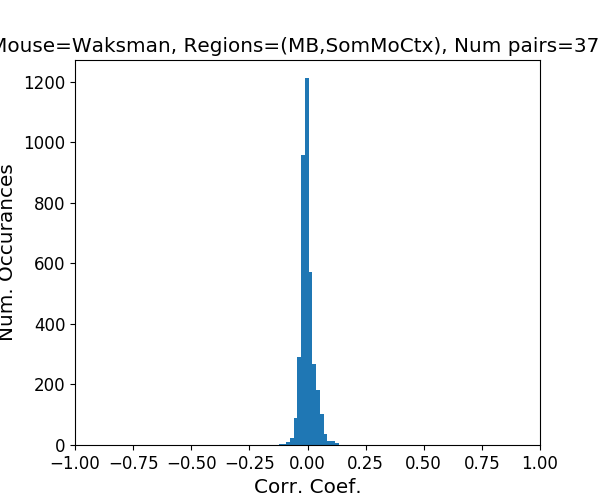 Mouse=Waksman, Regions=(MB,SomMoCtx), Num pairs=37
1200
1000
800
600
400
200
0
Num. Occurances
−1.00 −0.75 −0.50 −0.25 0.00 0.25 0.50 0.75 1.00
Corr. Coef.